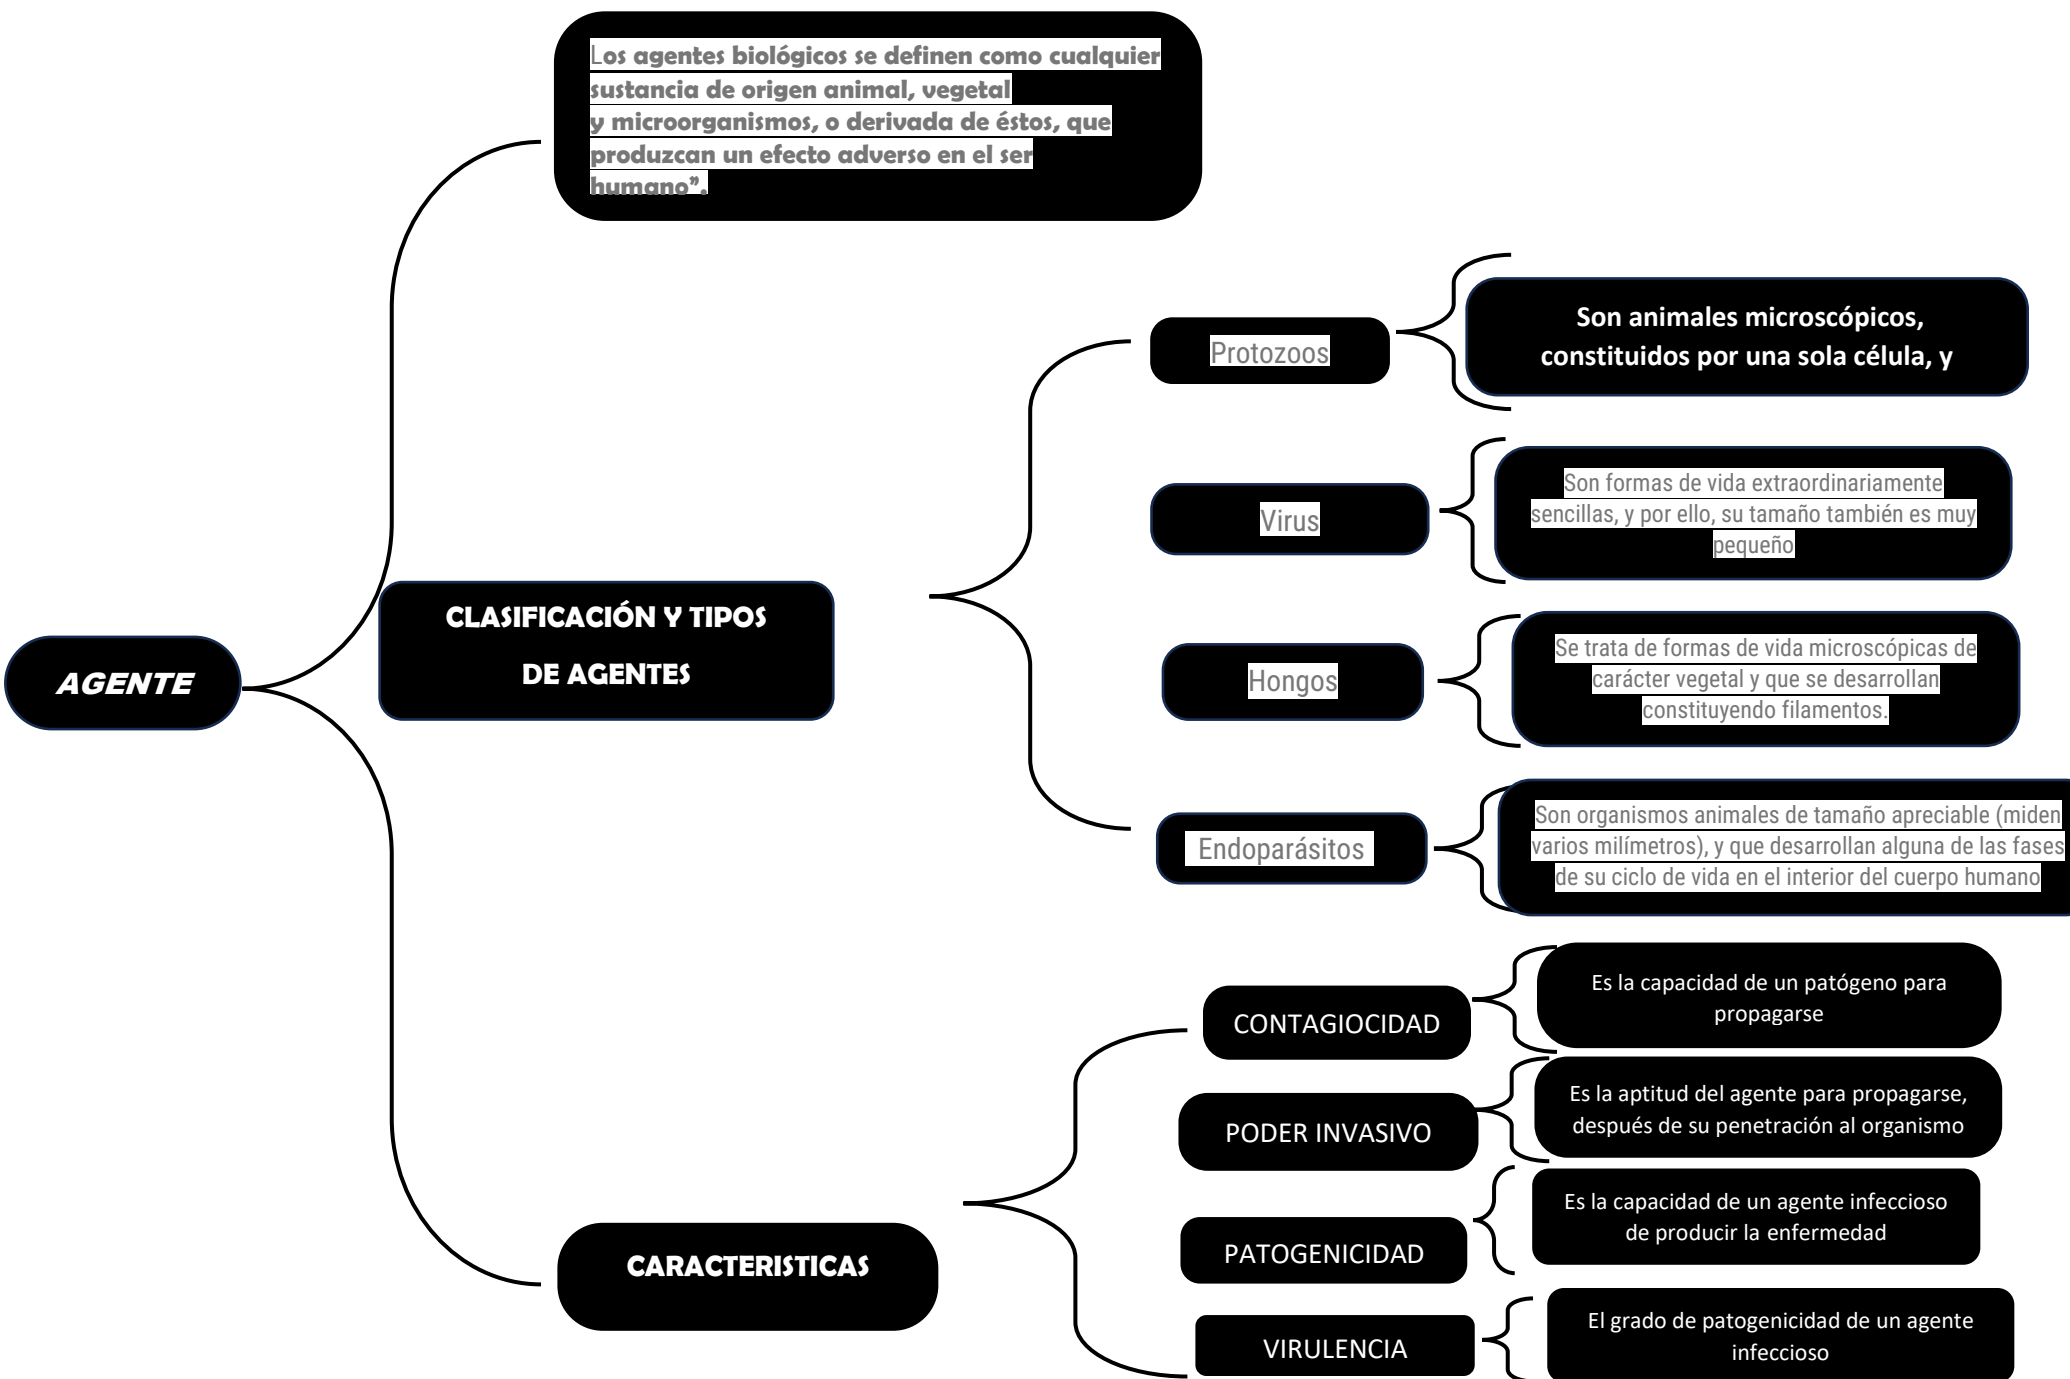 Los agentes biológicos se definen como cualquier
sustancia de origen animal, vegetal
y microorganismos, o derivada de éstos, que
produzcan un efecto adverso en el ser
humano”.
Son animales microscópicos,
constituidos por una sola célula, y
Protozoos
Son formas de vida extraordinariamente
sencillas, y por ello, su tamaño también es muy
pequeño
Virus
CLASIFICACIÓN Y TIPOS
DE AGENTES
AGENTE
Se trata de formas de vida microscópicas de
carácter vegetal y que se desarrollan
constituyendo filamentos.
Hongos
Son organismos animales de tamaño apreciable (miden
varios milímetros), y que desarrollan alguna de las fases
de su ciclo de vida en el interior del cuerpo humano
Endoparásitos
Es la capacidad de un patógeno para
propagarse
CONTAGIOCIDAD
Es la aptitud del agente para propagarse,
después de su penetración al organismo
PODER INVASIVO
Es la capacidad de un agente infeccioso
de producir la enfermedad
PATOGENICIDAD
CARACTERISTICAS
El grado de patogenicidad de un agente
infeccioso
VIRULENCIA